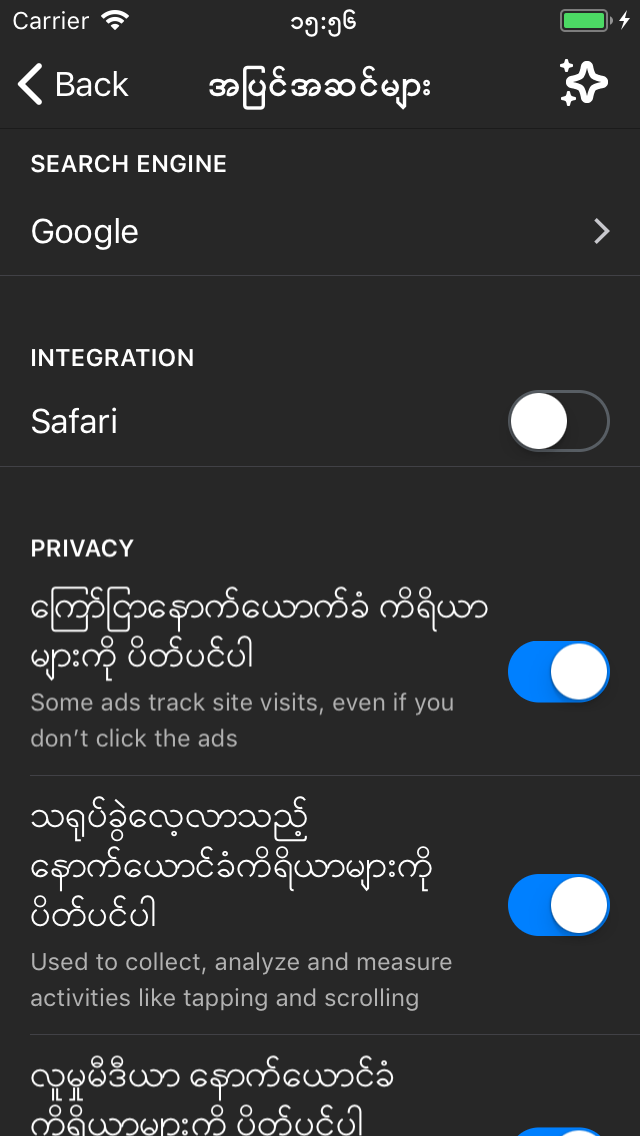 Carrier
၁၅:၅၆
Back
အပြင်အဆင်များ
SEARCH ENGINE
Google
INTEGRATION
Safari
PRIVACY
ကြော်ငြာနောက်ယောက်ခံ ကိရိယာ
များကို ပိတ်ပင်ပါ
Some ads track site visits, even if you
don’t click the ads
သရုပ်ခွဲလေ့လာသည့်
နောက်ယောင်ခံကိရိယာများကို
ပိတ်ပင်ပါ
Used to collect, analyze and measure
activities like tapping and scrolling
လူမှုမီဒီယာ နောက်ယောင်ခံ
ကိရိယာများကို ပိတ်ပင်ပါ